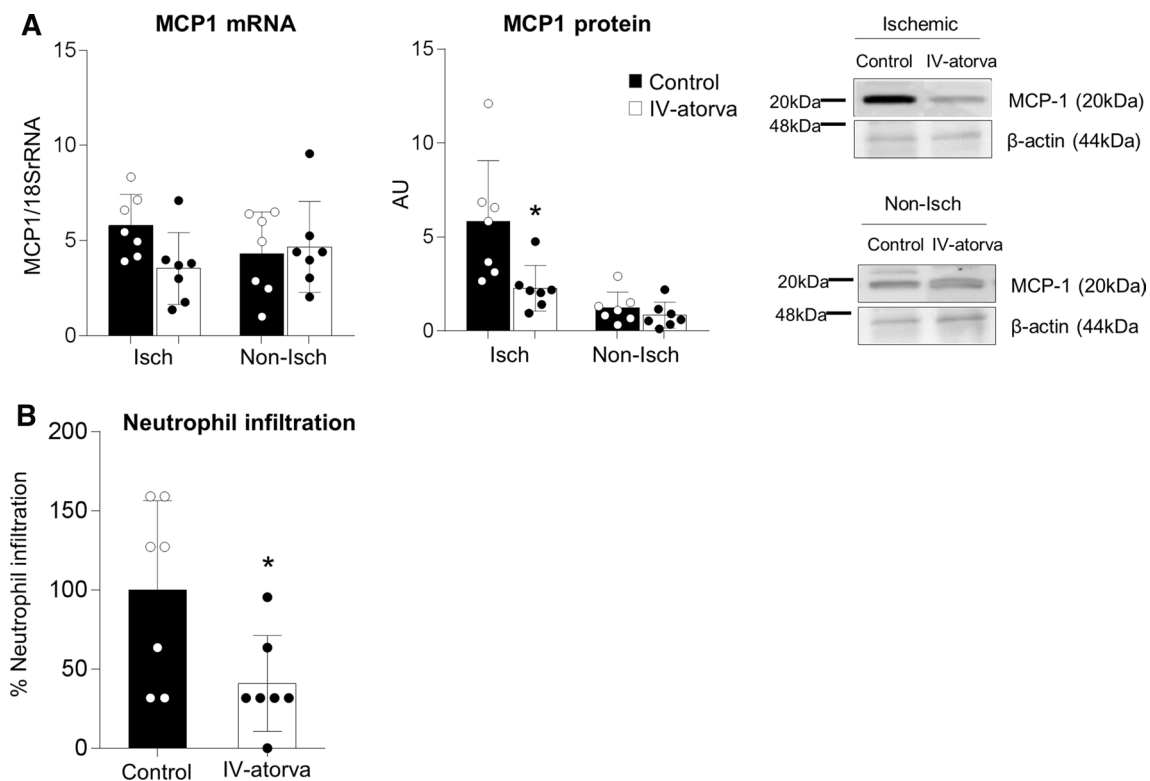 A
MCP1 mRNA
MCP1/18SrRNA
15
10
5
0
Isch
Non-Isch
MCP1 protein
AU
15
10
5
0
Control
IV-atorva
*
Isch
Non-Isch
Ischemic
Control IV-atorva
20kDa
MCP-1 (20kDa)
48kDa
β-actin (44kDa)
Non-Isch
Control IV-atorva
20kDa
MCP-1 (20kDa)
48kDa
β-actin (44kDa
B
Neutrophil infiltration
% Neutrophil infiltration
200
150
100
50
0
*
Control
IV-atorva